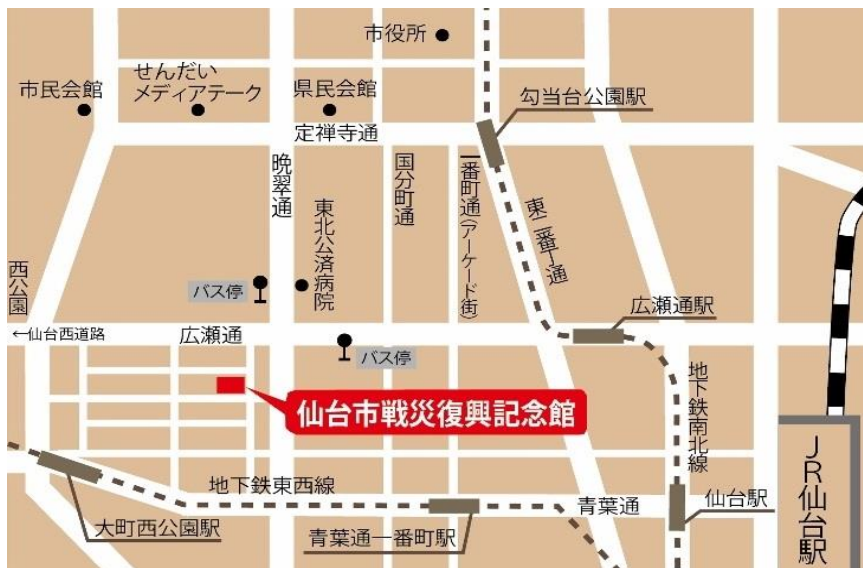 市役所
市民会館
せんだい
メディアテーク
県民会館
勾当台公園駅
定禅寺通
晩翠通
東北公済病院
国分町通
一番町通(アーケード街)
東二番丁通
西公園
バス停
広瀬通駅
←仙台西道路
広瀬通
バス停
地下鉄南北線
仙台市戦災復興記念館
JR仙台駅
地下鉄東西線
青葉通
仙台駅
大町西公園駅
青葉通一番町駅